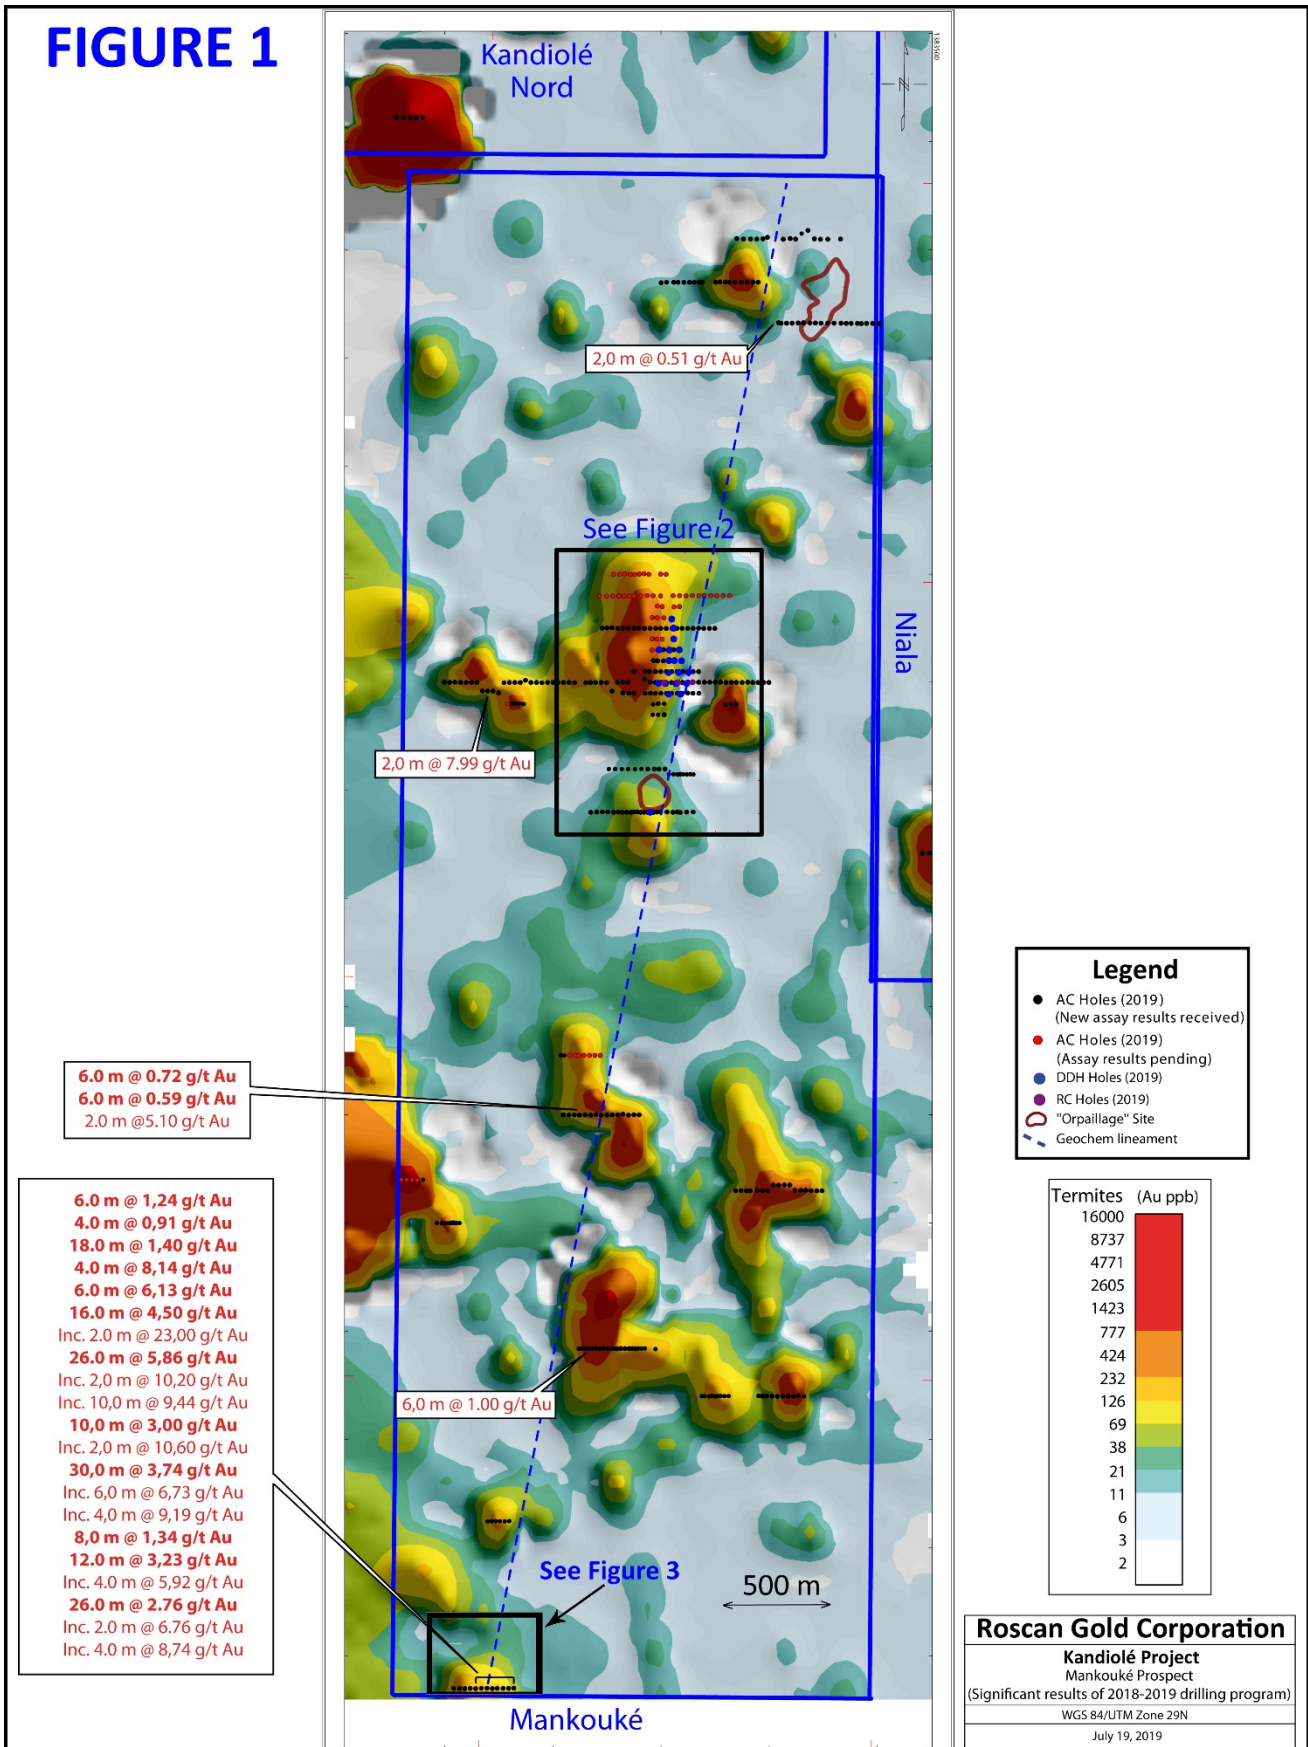 FIGURE 1
Kandiolé
Nord
2,0 m @ 0.51 g/t Au
See Figure 2
Niala
2,0 m @ 7.99 g/t Au
6.0 m @ 0.72 g/t Au
6.0 m @ 0.59 g/t Au
2.0 m @5.10 g/t Au
6.0 m @ 1,24 g/t Au
4.0 m @ 0,91 g/t Au
18.0 m @ 1,40 g/t Au
4.0 m @ 8,14 g/t Au
6.0 m @ 6,13 g/t Au
16.0 m @ 4,50 g/t Au
Inc. 2.0 m @ 23,00 g/t Au
26.0 m @ 5,86 g/t Au
Inc. 2,0 m @ 10,20 g/t Au
Inc. 10,0 m @ 9,44 g/t Au
10,0 m @ 3,00 g/t Au
Inc. 2,0 m @ 10,60 g/t Au
30,0 m @ 3,74 g/t Au
Inc. 6,0 m @ 6,73 g/t Au
Inc. 4,0 m @ 9,19 g/t Au
8,0 m @ 1,34 g/t Au
12.0 m @ 3,23 g/t Au
Inc. 4.0 m @ 5,92 g/t Au
26.0 m @ 2.76 g/t Au
Inc. 2.0 m @ 6.76 g/t Au
Inc. 4.0 m @ 8,74 g/t Au
6,0 m @ 1.00 g/t Au
See Figure 3
500 m
Mankouké
Legend
AC Holes (2019)
(New assay results received)
AC Holes (2019)
(Assay results pending)
DDH Holes (2019)
RC Holes (2019)
"Orpaillage" Site
Geochem lineament
Termites (Au ppb)
16000
8737
4771
2605
1423
777
424
232
126
69
38
21
11
6
3
2
Roscan Gold Corporation
Kandiolé Project
Mankouké Prospect
(Significant results of 2018-2019 drilling program)
WGS 84/UTM Zone 29N
July 19, 2019